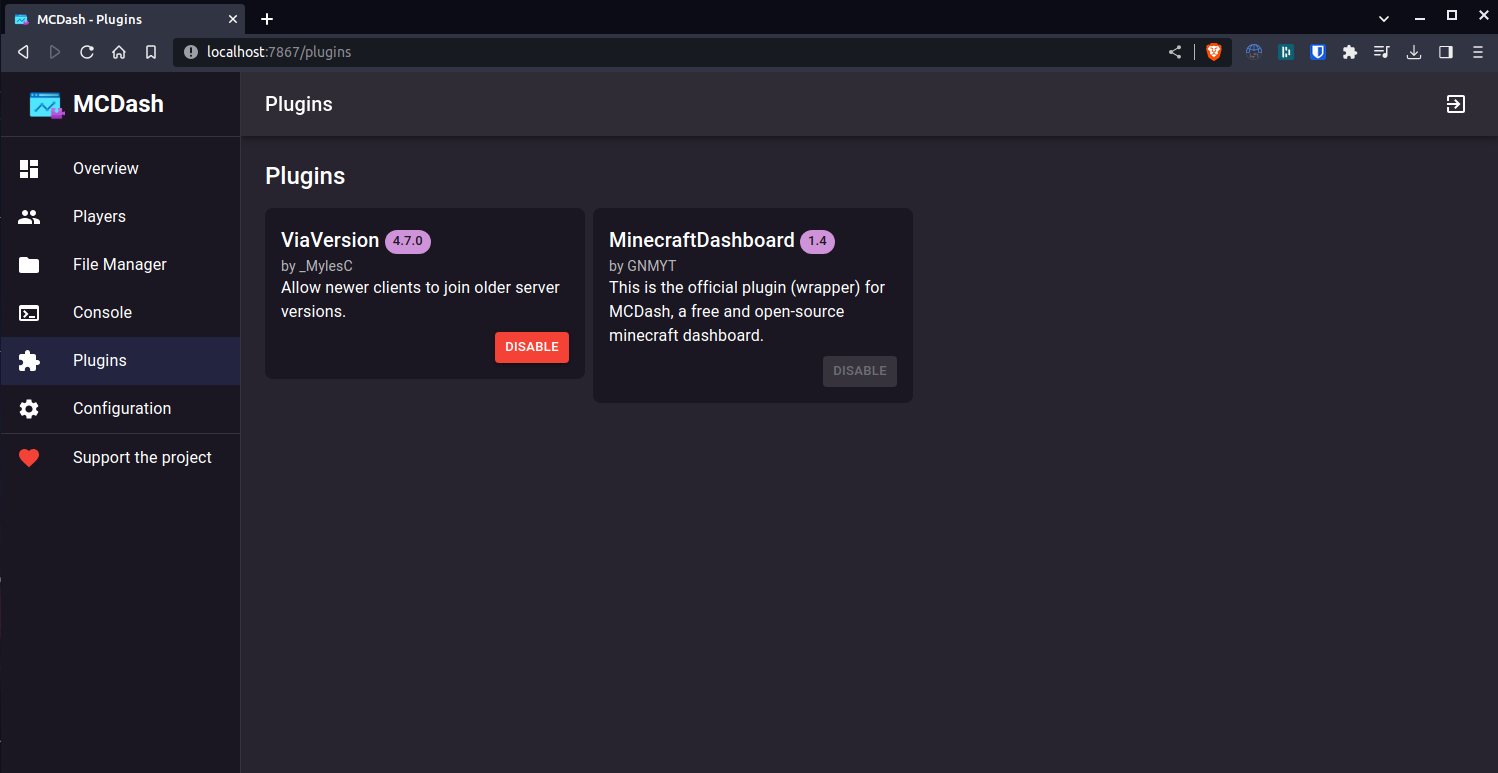 MCDash - Plugins
localhost:7867/plugins
MCDash
Plugins
Overview
Players
File Manager
Console
Plugins
Configuration
Support the project
Plugins
ViaVersion 4.7.0
by _MylesC
Allow newer clients to join older server
versions.
DISABLE
MinecraftDashboard 1.4
by GNMYT
This is the official plugin (wrapper) for
MCDash, a free and open-source
minecraft dashboard.
DISABLE